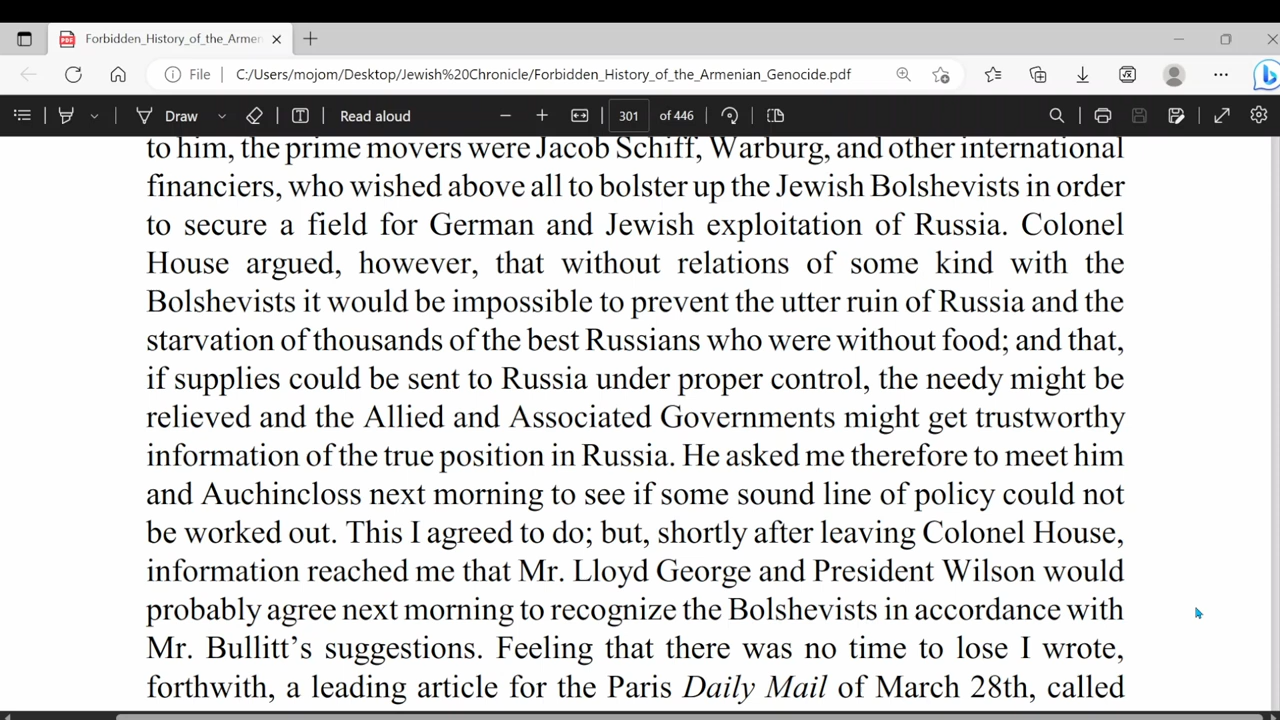 Forbidden_History_of_the_Armen
File
C:/Users/mojom/Desktop/Jewish%20Chronicle/Forbidden_History_of_the_Armenian_Genocide.pdf
Draw
Read aloud
301 of 446
to him, the prime movers were Jacob Schiff, Warburg, and other international
financiers, who wished above all to bolster up the Jewish Bolshevists in order
to secure a field for German and Jewish exploitation of Russia. Colonel
House argued, however, that without relations of some kind with the
Bolshevists it would be impossible to prevent the utter ruin of Russia and the
starvation of thousands of the best Russians who were without food; and that,
if supplies could be sent to Russia under proper control, the needy might be
relieved and the Allied and Associated Governments might get trustworthy
information of the true position in Russia. He asked me therefore to meet him
and Auchincloss next morning to see if some sound line of policy could not
be worked out. This I agreed to do; but, shortly after leaving Colonel House,
information reached me that Mr. Lloyd George and President Wilson would
probably agree next morning to recognize the Bolshevists in accordance with
Mr. Bullitt's suggestions. Feeling that there was no time to lose I wrote,
forthwith, a leading article for the Paris Daily Mail of March 28th, called